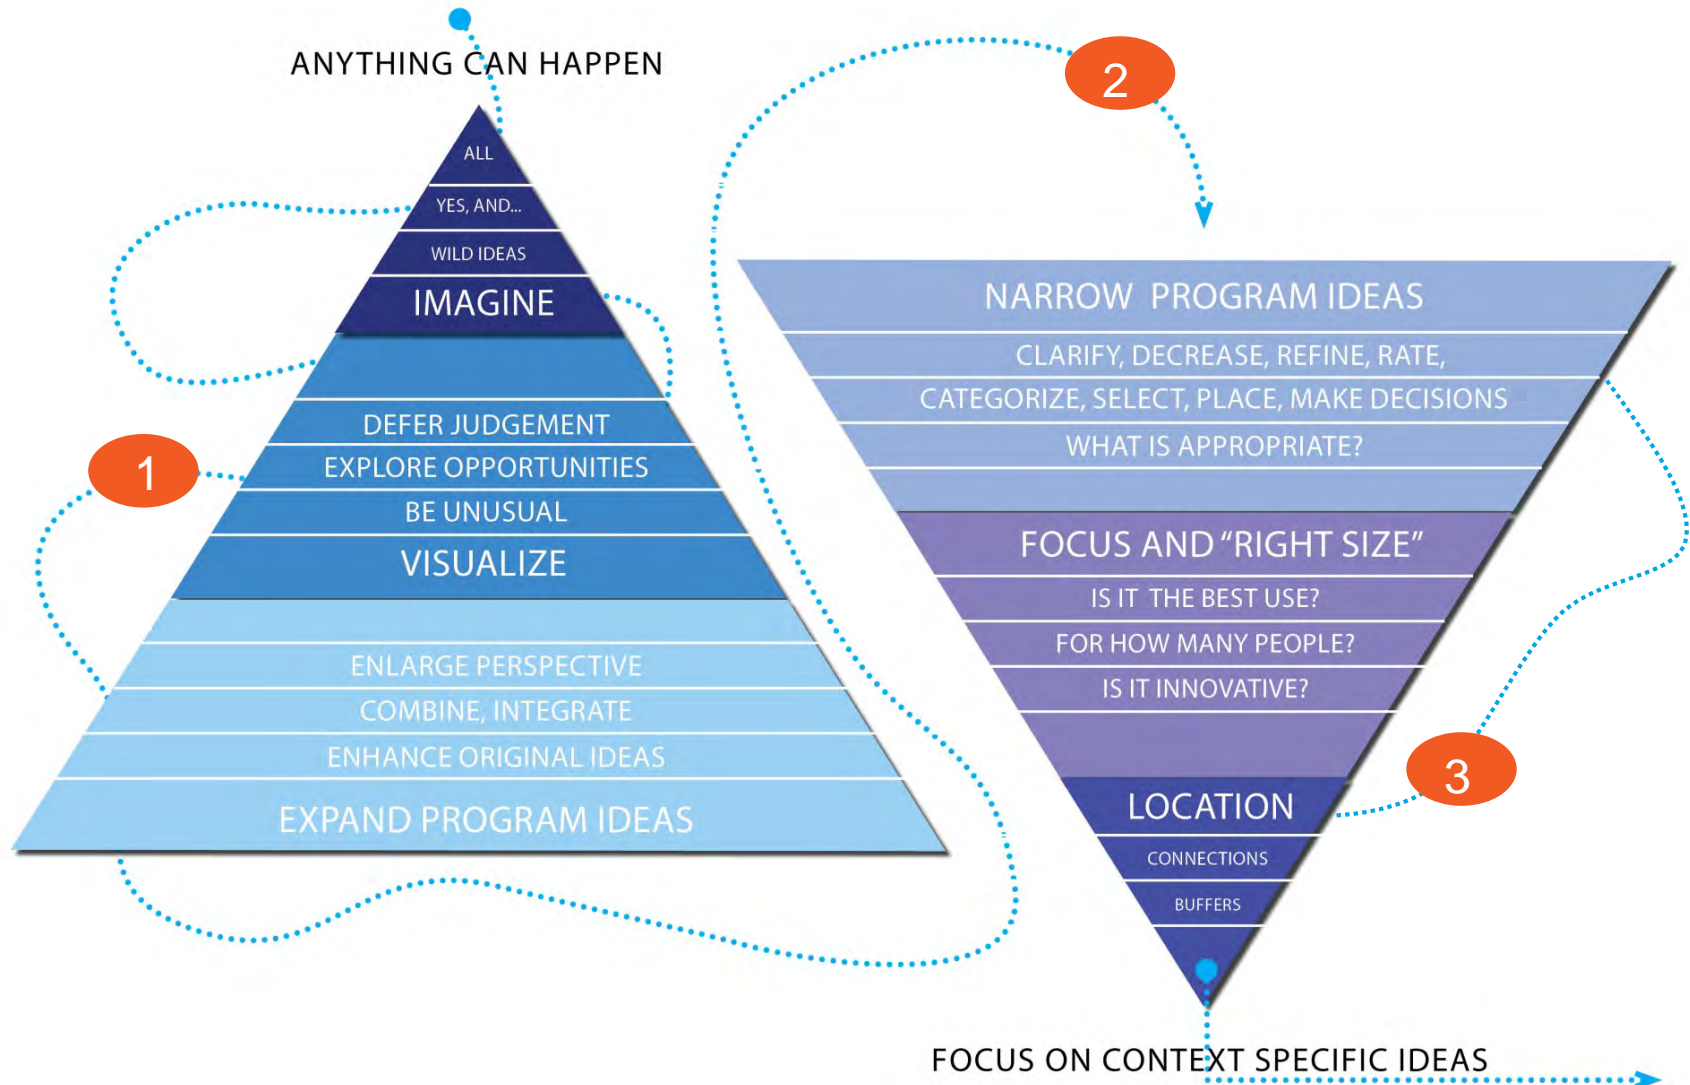 ANYTHING CAN HAPPEN
ALL
YES, AND...
WILD IDEAS
IMAGINE
DEFER JUDGEMENT
EXPLORE OPPORTUNITIES
BE UNUSUAL
VISUALIZE
ENLARGE PERSPECTIVE
COMBINE, INTEGRATE
ENHANCE ORIGINAL IDEAS
EXPAND PROGRAM IDEAS
1
2
NARROW PROGRAM IDEAS
CLARIFY, DECREASE, REFINE, RATE,
CATEGORIZE, SELECT, PLACE, MAKE DECISIONS
WHAT IS APPROPRIATE?
FOCUS AND “RIGHT SIZE”
IS IT THE BEST USE?
FOR HOW MANY PEOPLE?
IS IT INNOVATIVE?
3
LOCATION
CONNECTIONS
BUFFERS
FOCUS ON CONTEXT SPECIFIC IDEAS